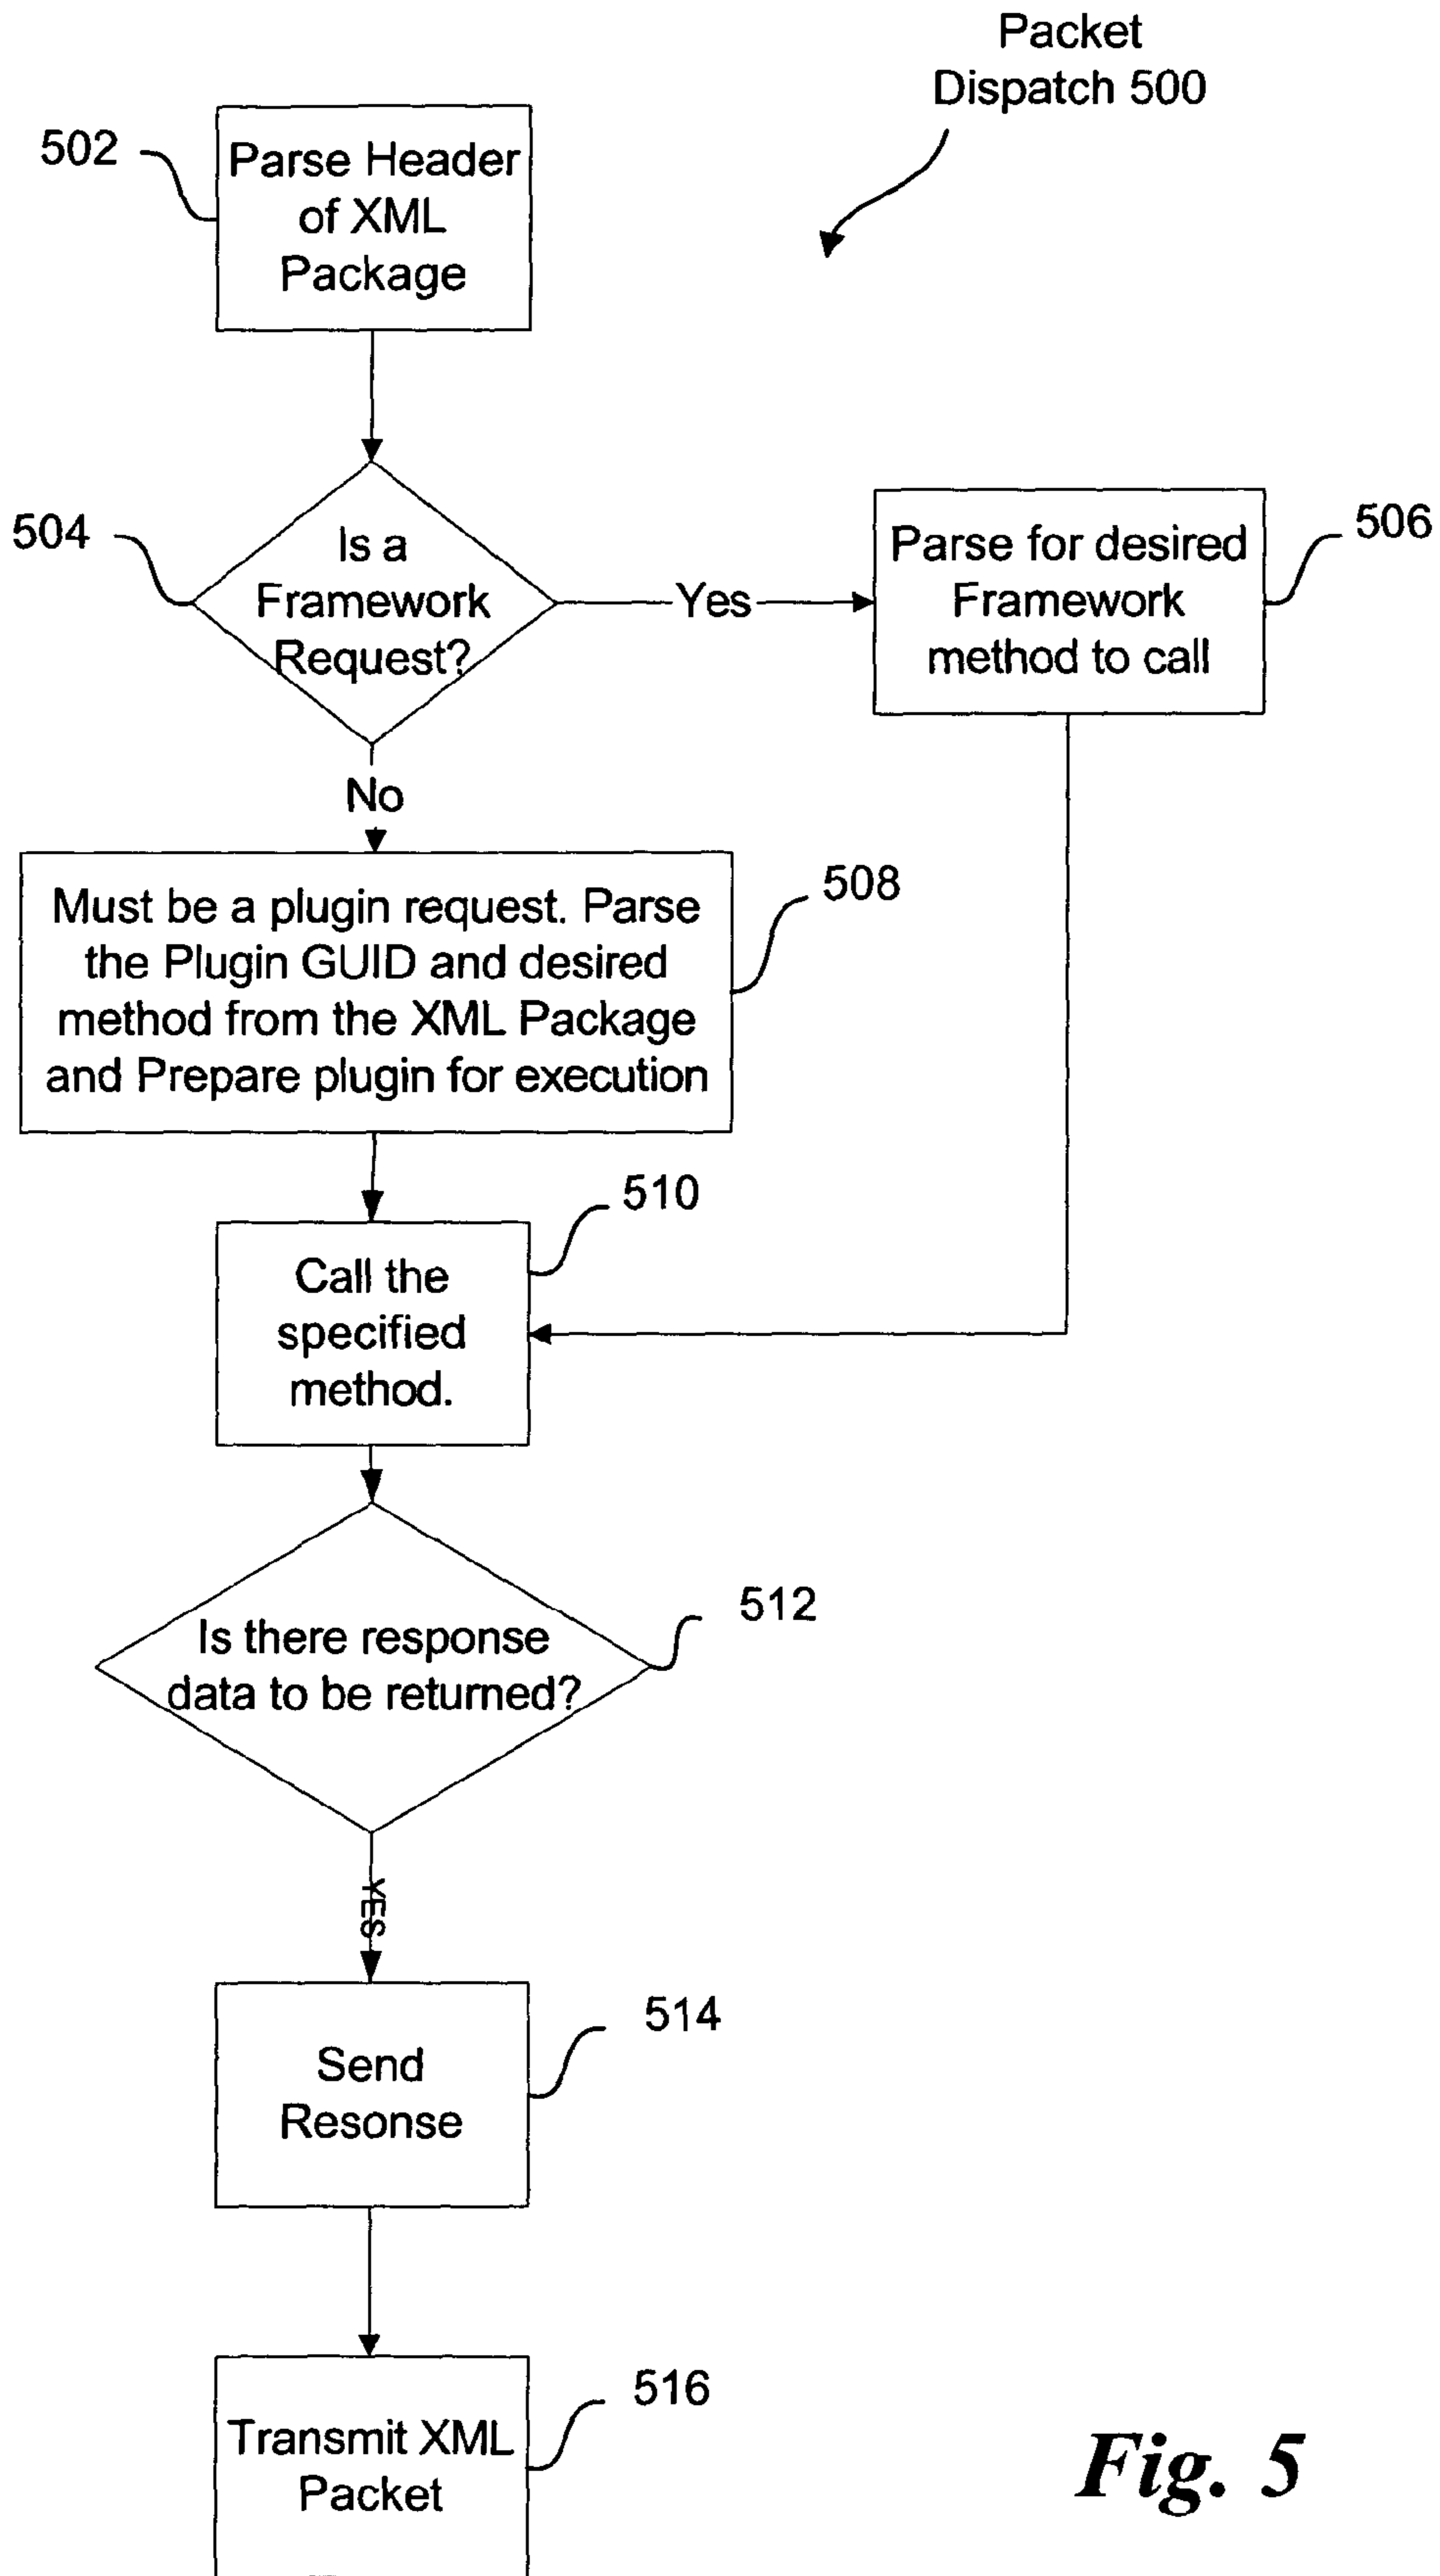 Packet
Dispatch 500
502
Parse Header
of XML
Package
504
Is a
Framework
Request?
Yes
Parse for desired
Framework
method to call
506
No
Must be a plugin request. Parse
the Plugin GUID and desired
method from the XML Package
and Prepare plugin for execution
508
510
Call the
specified
method.
Is there response
data to be returned?
512
YES
Send
Resonse
514
Transmit XML
Packet
516
Fig. 5